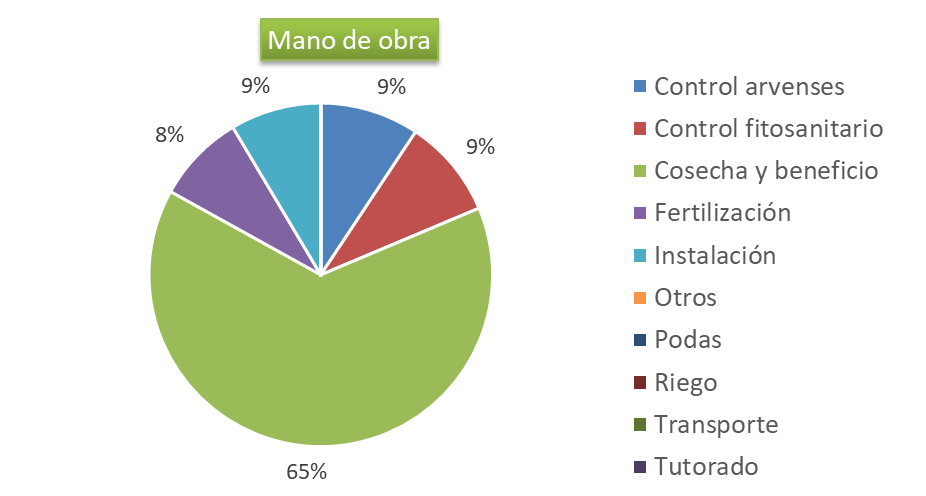 Mano de obra
9%
9%
8%
9%
65%
Control arvenses
Control fitosanitario
Cosecha y beneficio
Fertilización
Instalación
Otros
Podas
Riego
Transporte
Tutorado